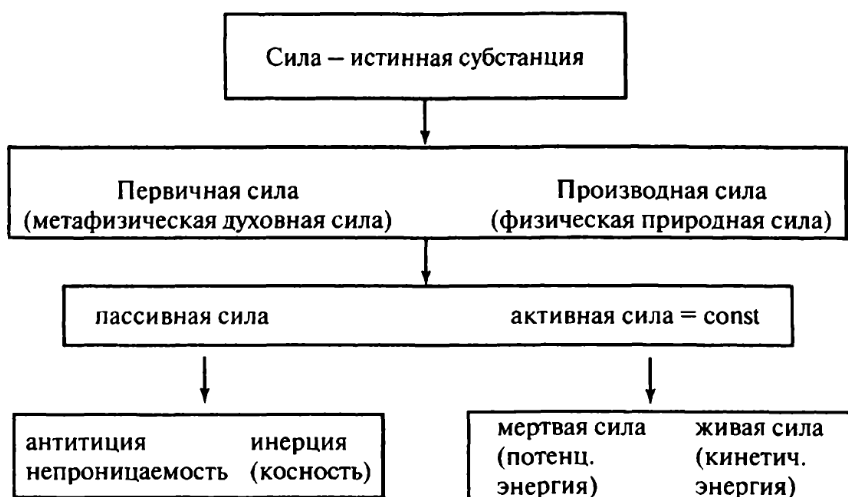 Сила – истинная субстанция
Первичная сила Производная сила
(метафизическая духовная сила) (физическая природная сила)
пассивная сила активная сила = const
антитиция инерция
непроницаемость (косность)
мертвая сила живая сила
(потенц. (кинетич.
энергия) энергия)